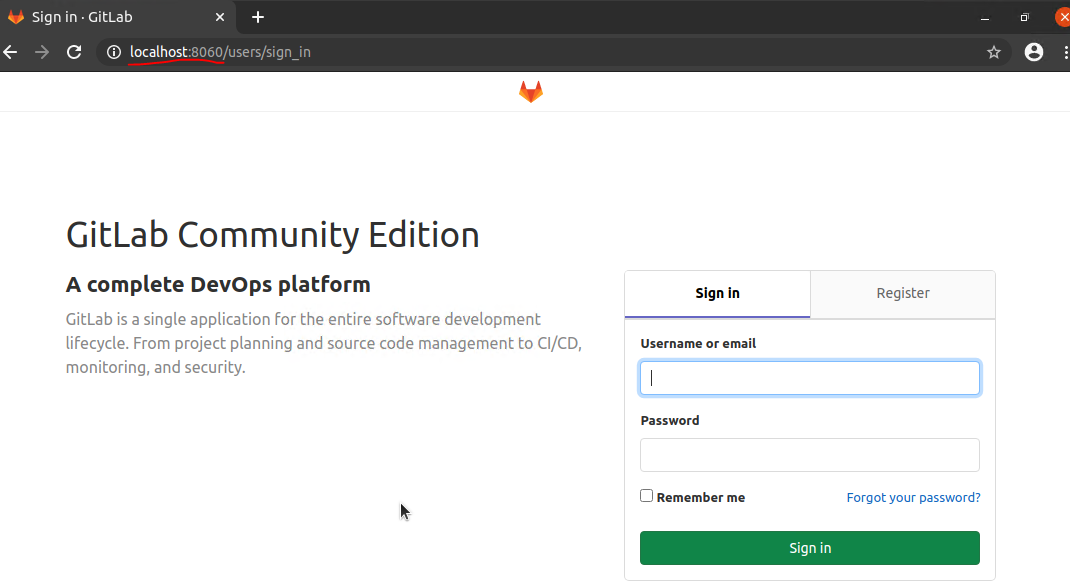 Sign in · GitLab
localhost:8060/users/sign_in
GitLab Community Edition
A complete DevOps platform
GitLab is a single application for the entire software development
lifecycle. From project planning and source code management to CI/CD,
monitoring, and security.
Sign in
Register
Username or email
Password
Remember me
Forgot your password?
Sign in